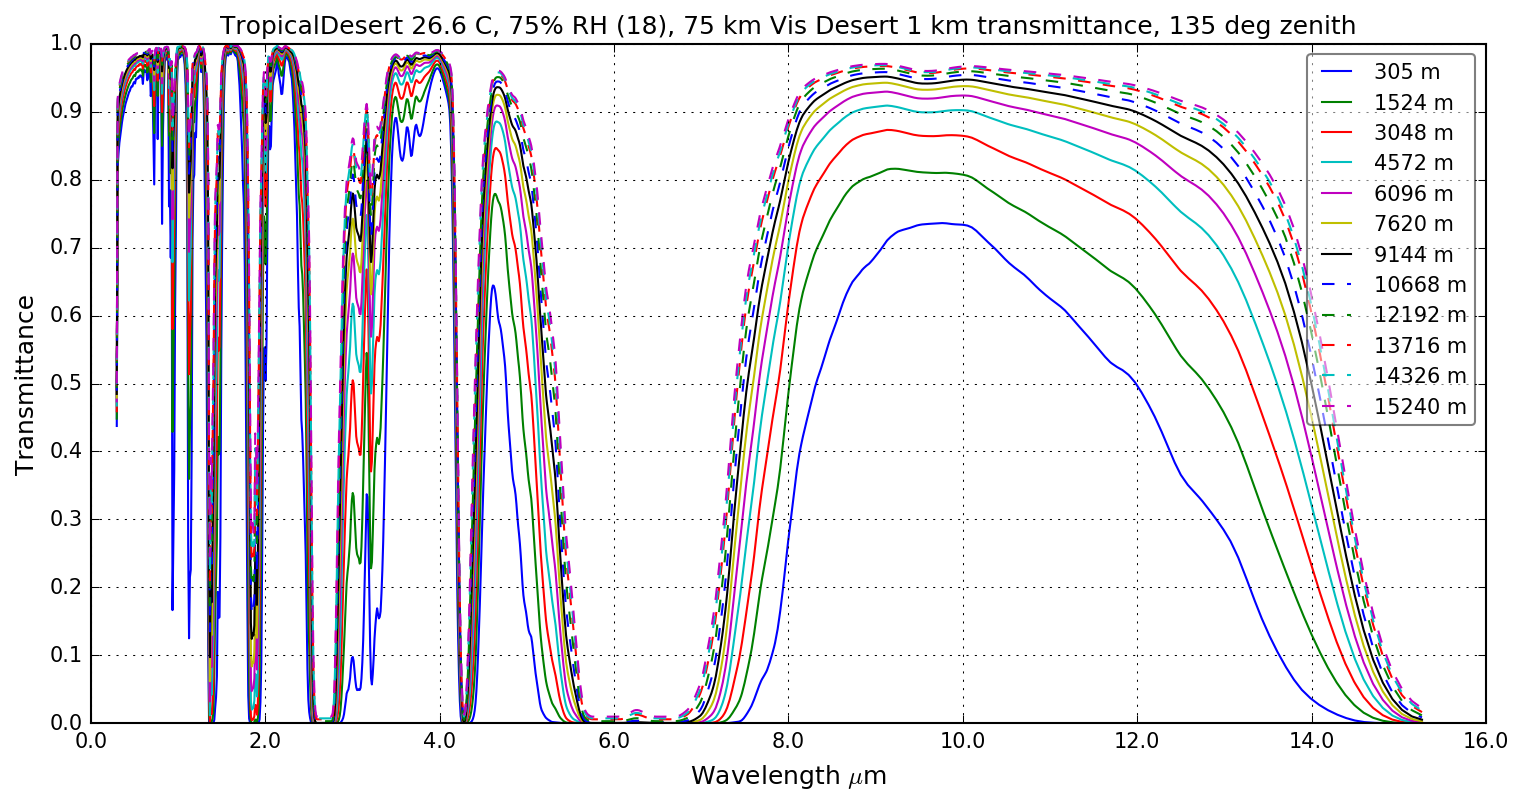 TropicalDesert 26.6 C, 75% RH (18), 75 km Vis Desert 1 km transmittance, 135 deg zenith
1.0
0.9
0.8
0.7
0.6
0.5
0.4
0.3
0.2
0.1
0.0
Transmittance
305 m
1524 m
3048 m
4572 m
6096 m
7620 m
9144 m
10668 m
12192 m
13716 m
14326 m
15240 m
0.0 2.0 4.0 6.0 8.0 10.0 12.0 14.0 16.0
Wavelength μm